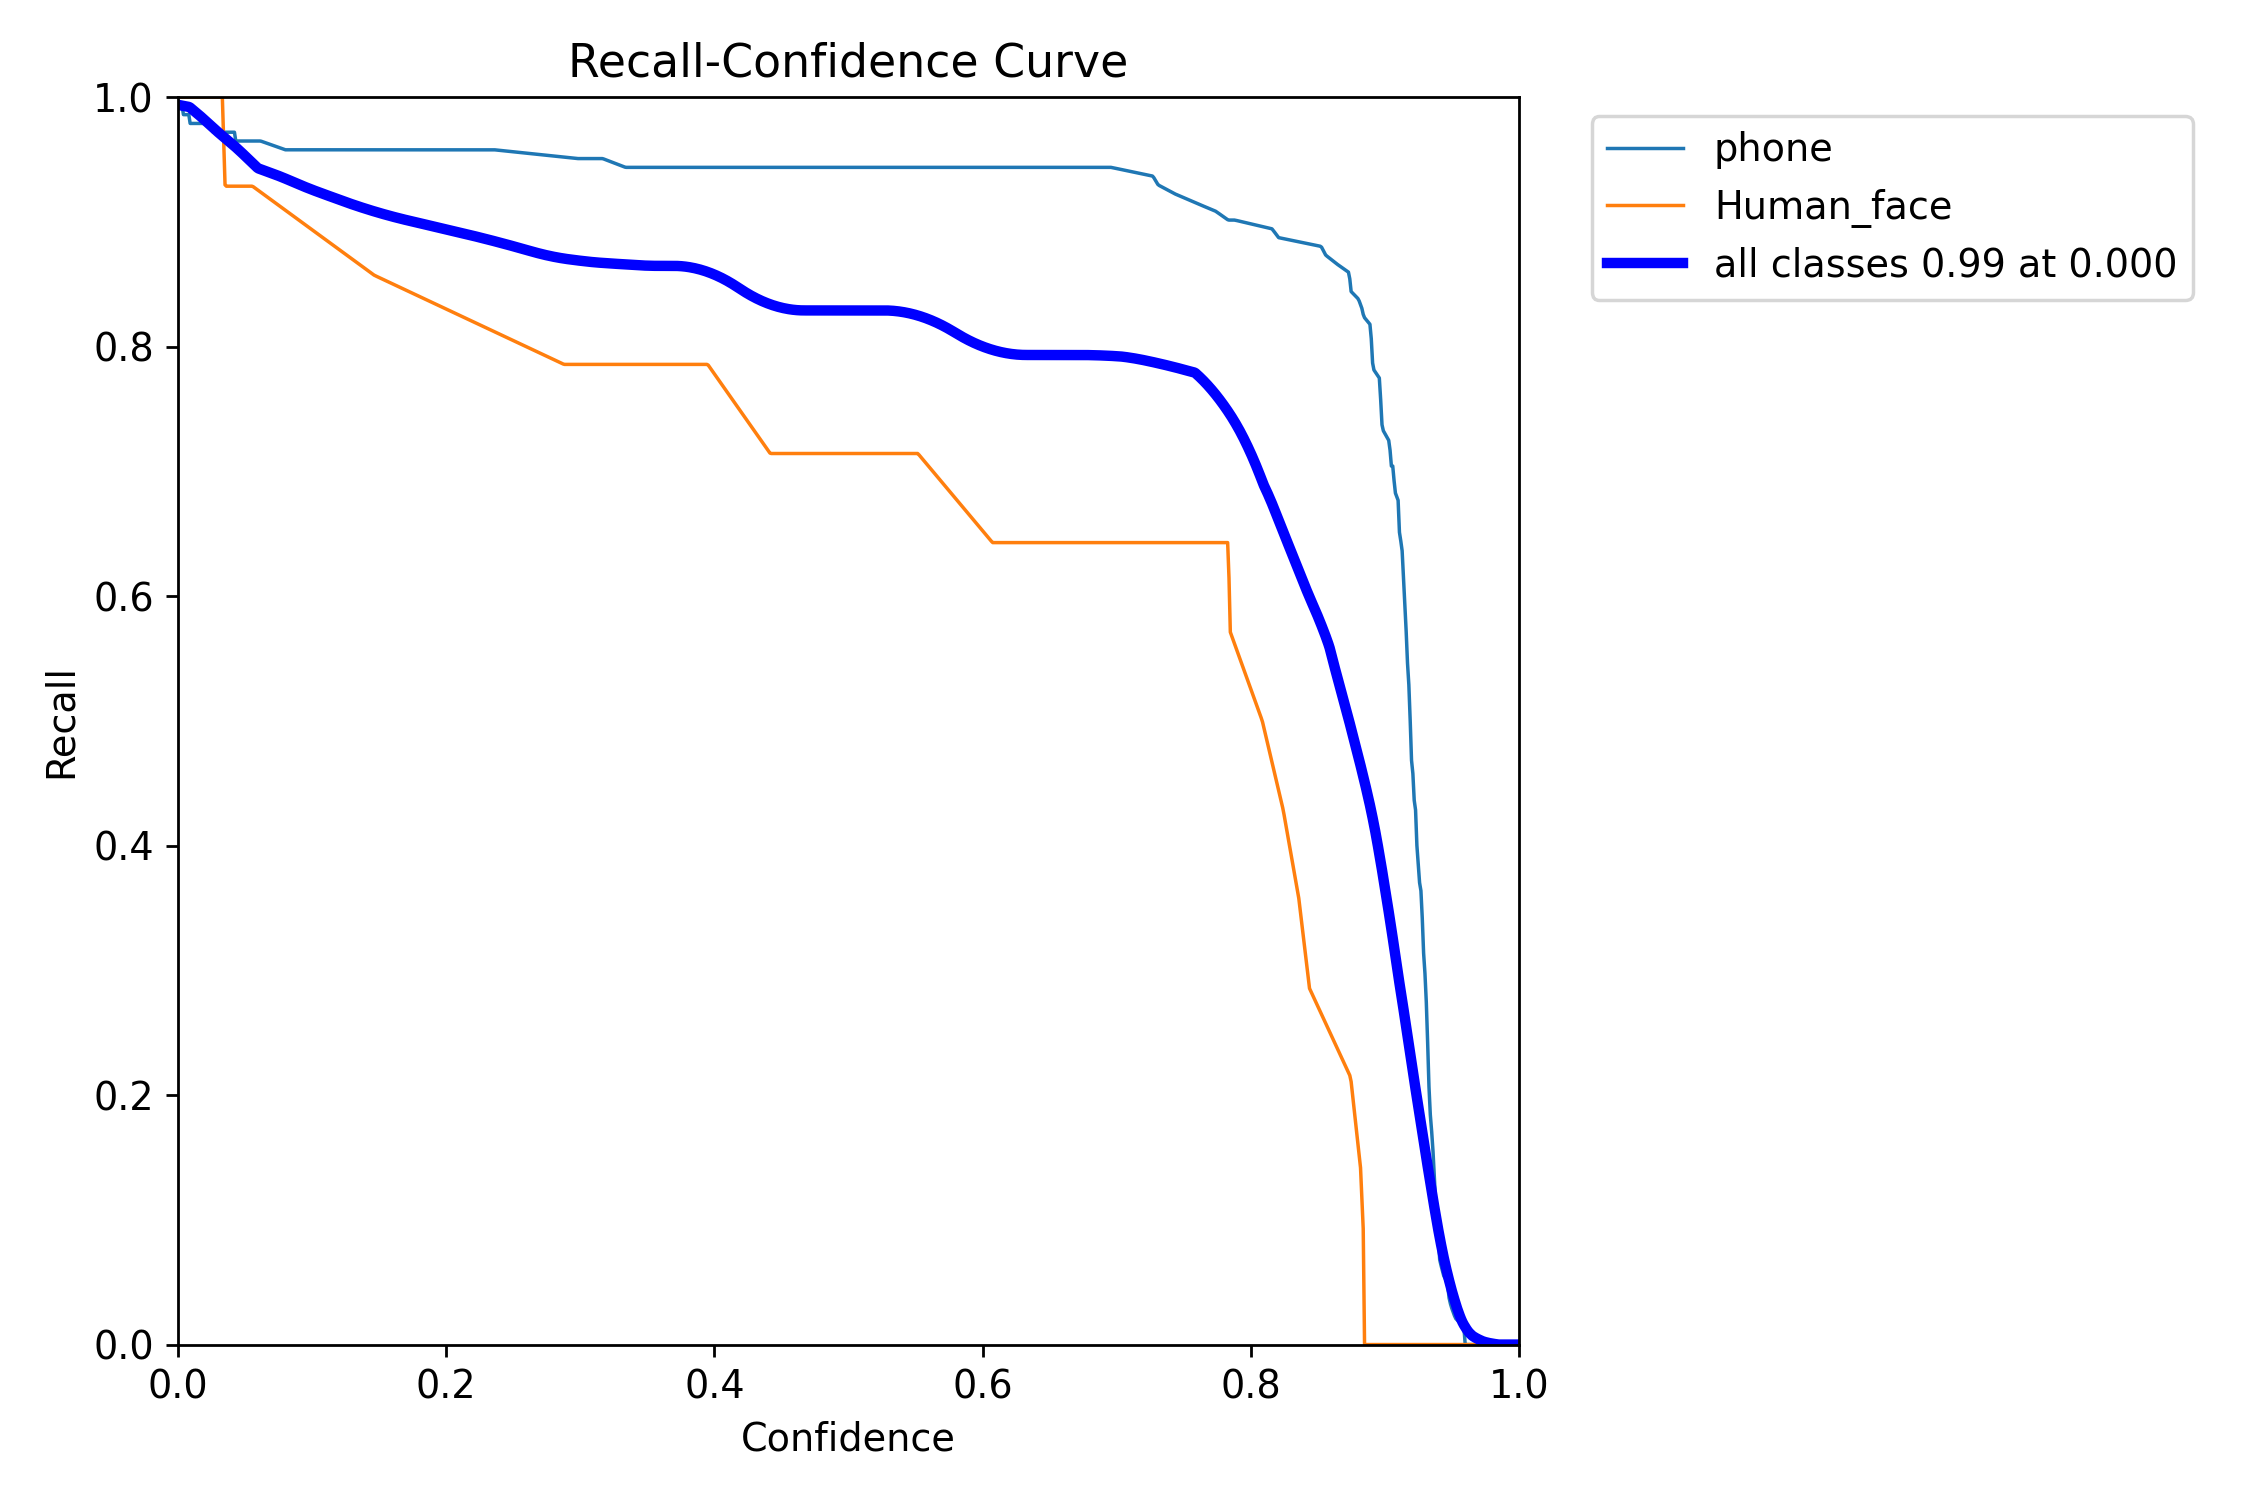 Recall-Confidence Curve
1.0
0.8
0.6
0.4
0.2
0.0
Recall
0.0 0.2 0.4 0.6 0.8 1.0
Confidence
phone
Human_face
all classes 0.99 at 0.000